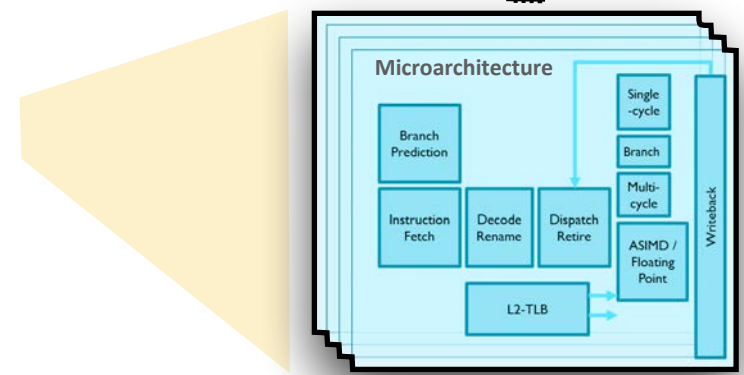 Microarchitecture
Single
-cycle
Branch
Prediction
Branch
Multi-
cycle
Instruction
Fetch
Decode
Rename
Dispatch
Retire
ASIMD /
Floating
Point
L2-TLB
Writeback